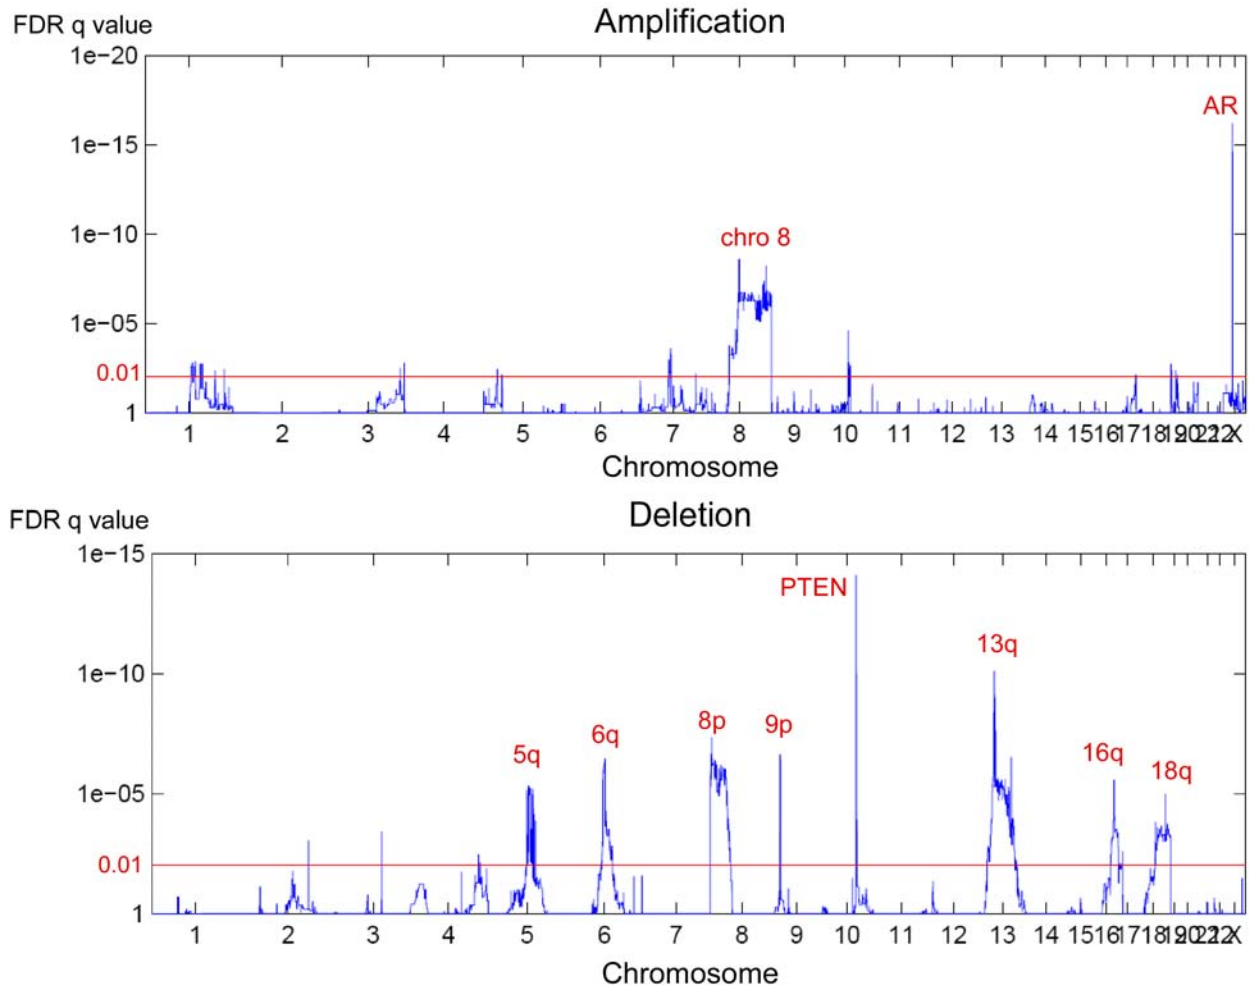 Amplification
FDR q value
1e−20
AR
1e−15
1e−10
chro 8
1e−05
0.01
1
1 2 3 4 5 6 7 8 9 10 11 12 13 14 15 16 17 18 19 20 21 22 X
Chromosome
Deletion
FDR q value
1e−15
PTEN
13q
1e−10
8p
9p
6q
5q
16q
18q
1e−05
0.01
1
1 2 3 4 5 6 7 8 9 10 11 12 13 14 15 16 17 18 19 20 21 22 X
Chromosome